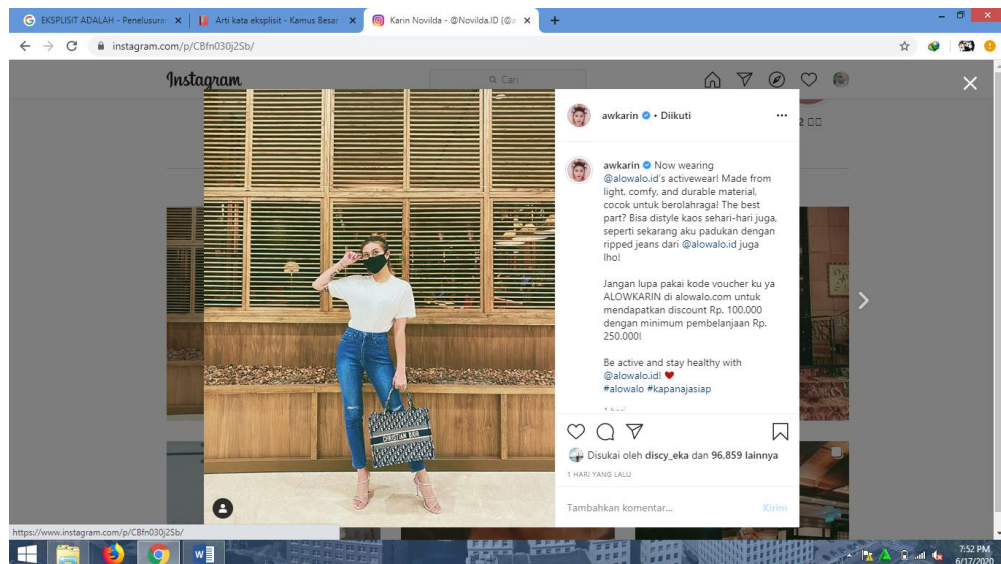 EKSPLISIT ADALAH - Penelusura
Arti kata eksplisit - Kamus Besar
Karin Novilda - @Novilda.ID (@a
instagram.com/p/CBfn030j2Sb/
Instagram
Cari
awkarin • Diikuti
awkarin Now wearing
@alowalo.id's activewear! Made from
light, comfy, and durable material,
cocok untuk berolahraga! The best
part? Bisa distyle kaos sehari-hari juga,
seperti sekarang aku padukan dengan
ripped jeans dari @alowalo.id juga
lho!
Jangan lupa pakai kode voucher ku ya
ALOWKARIN di alowalo.com untuk
mendapatkan discount Rp. 100.000
dengan minimum pembelanjaan Rp.
250.000!
Be active and stay healthy with
@alowalo.id! ❤
#alowalo #kapanajasiap
1 hari
CHRISTIAN DIOR
Disukai oleh discy_eka dan 96,859 lainnya
1 HARI YANG LALU
Tambahkan komentar...
Kirim
https://www.instagram.com/p/CBfn030j2Sb/
7:52 PM
6/17/2020